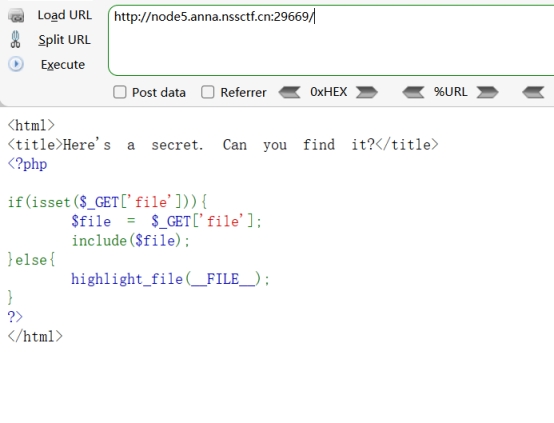 Load URL
http://node5.anna.nssctf.cn:29669/
Split URL
Execute
Post data Referrer 0xHEX %URL
<html>
<title>Here's a secret. Can you find it?</title>
<?php
if(isset($_GET['file'])){
$file = $_GET['file'];
include($file);
}else{
highlight_file(__FILE__);
}
?>
</html>